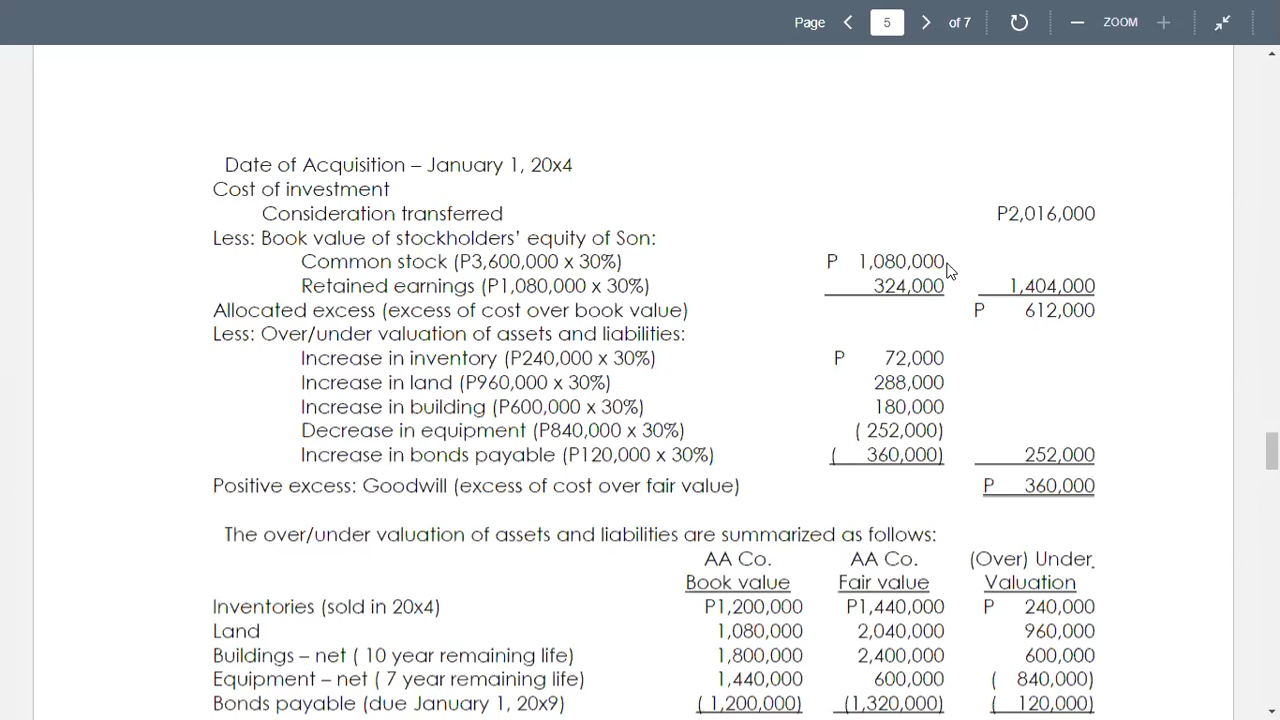 Page 5 of 7 ZOOM
Date of Acquisition – January 1, 20x4
Cost of investment
Consideration transferred P2,016,000
Less: Book value of stockholders' equity of Son:
Common stock (P3,600,000 x 30%) P 1,080,000
Retained earnings (P1,080,000 x 30%) 324,000 1,404,000
Allocated excess (excess of cost over book value) P 612,000
Less: Over/under valuation of assets and liabilities:
Increase in inventory (P240,000 x 30%) P 72,000
Increase in land (P960,000 x 30%) 288,000
Increase in building (P600,000 x 30%) 180,000
Decrease in equipment (P840,000 x 30%) ( 252,000)
Increase in bonds payable (P120,000 x 30%) ( 360,000) 252,000
Positive excess: Goodwill (excess of cost over fair value) P 360,000
The over/under valuation of assets and liabilities are summarized as follows:
AA Co. AA Co. (Over) Under
Book value Fair value Valuation
Inventories (sold in 20x4) P1,200,000 P1,440,000 P 240,000
Land 1,080,000 2,040,000 960,000
Buildings – net ( 10 year remaining life) 1,800,000 2,400,000 600,000
Equipment – net ( 7 year remaining life) 1,440,000 600,000 ( 840,000)
Bonds payable (due January 1, 20x9) ( 1,200,000) (1,320,000) ( 120,000)